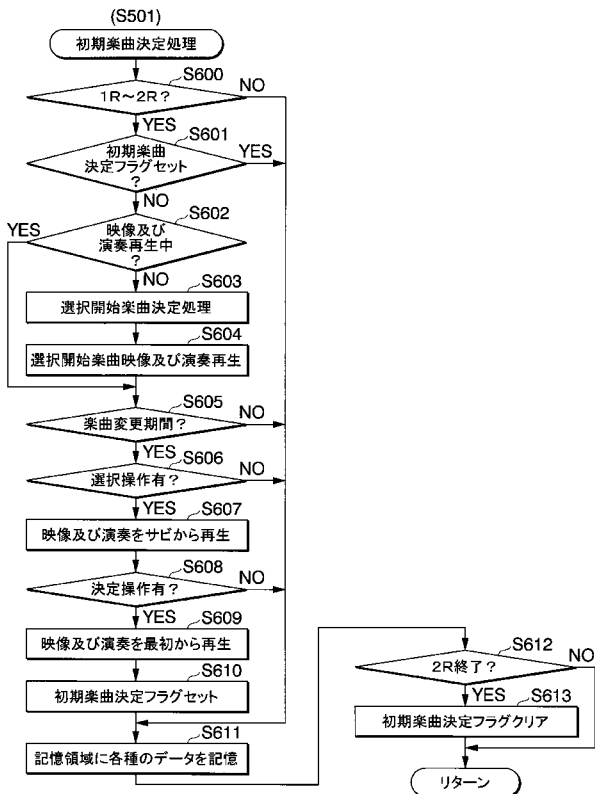 (S501)
初期楽曲決定処理
S600
1R~2R?
NO
YES
S601
初期楽曲
決定フラグセット
?
YES
NO
S602
YES
映像及び
演奏再生中
?
NO
S603
選択開始楽曲決定処理
S604
選択開始楽曲映像及び演奏再生
S605
楽曲変更期間?
NO
YES
S606
選択操作有?
NO
YES
S607
映像及び演奏をサビから再生
S608
決定操作有?
NO
YES
S609
映像及び演奏を最初から再生
S610
初期楽曲決定フラグセット
S611
記憶領域に各種のデータを記憶
S612
2R終了?
NO
YES
S613
初期楽曲決定フラグクリア
リターン